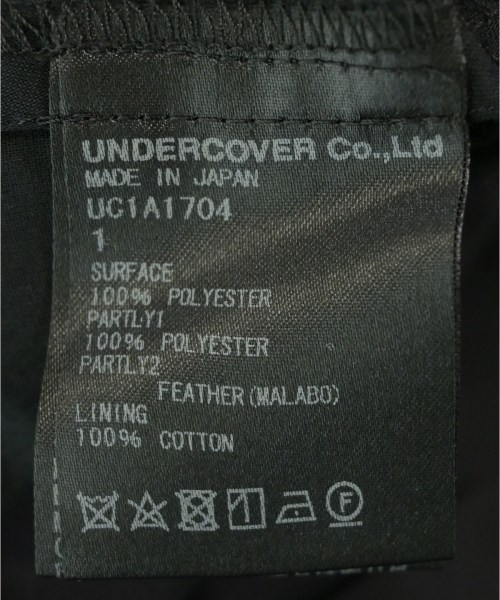 UNDERCOVER Co.,Ltd
MADE IN JAPAN
UC1A1704
1
SURFACE
100% POLYESTER
PARTLY1
100% POLYESTER
PARTLY2
FEATHER(MALABO)
LINING
100% COTTON
F